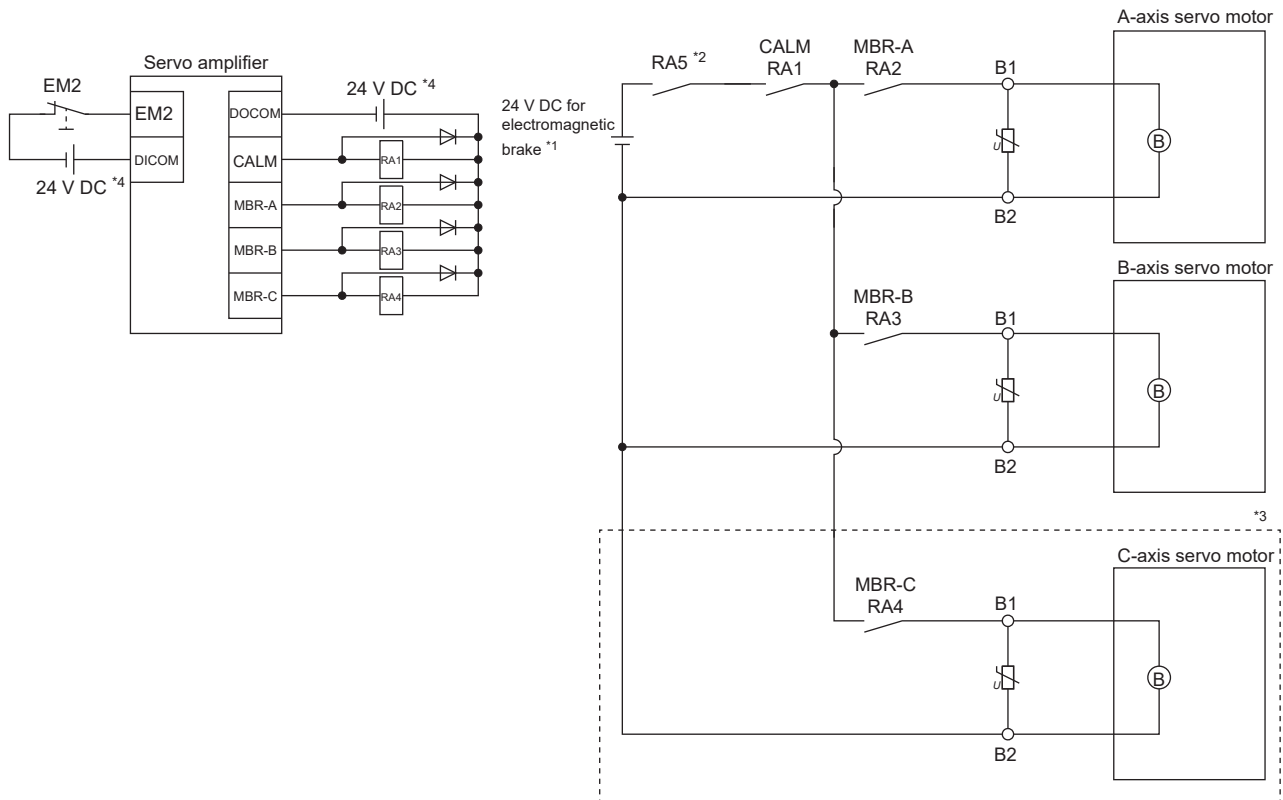 Servo amplifier
EM2
EM2
DICOM
24 V DC *4
DOCOM
CALM
MBR-A
MBR-B
MBR-C
24 V DC *4
RA1
RA2
RA3
RA4
24 V DC for
electromagnetic
brake *1
RA5 *2
CALM
RA1
MBR-A
RA2
B1
U
B2
A-axis servo motor
B
MBR-B
RA3
B1
U
B2
B-axis servo motor
B
*3
MBR-C
RA4
B1
U
B2
C-axis servo motor
B